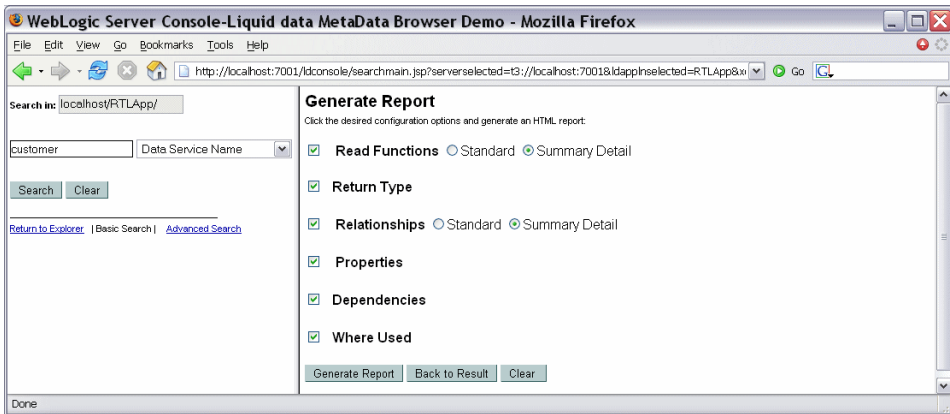 WebLogic Server Console-Liquid data MetaData Browser Demo - Mozilla Firefox
File Edit View Go Bookmarks Tools Help
http://localhost:7001/ldconsole/searchmain.jsp?serverselected=t3://localhost:7001&ldapplnselected=RTLApp&x Go G
Search in: localhost/RTLApp/
customer Data Service Name
Search Clear
Return to Explorer | Basic Search | Advanced Search
Generate Report
Click the desired configuration options and generate an HTML report:
Read Functions Standard Summary Detail
Return Type
Relationships Standard Summary Detail
Properties
Dependencies
Where Used
Generate Report Back to Result Clear
Done